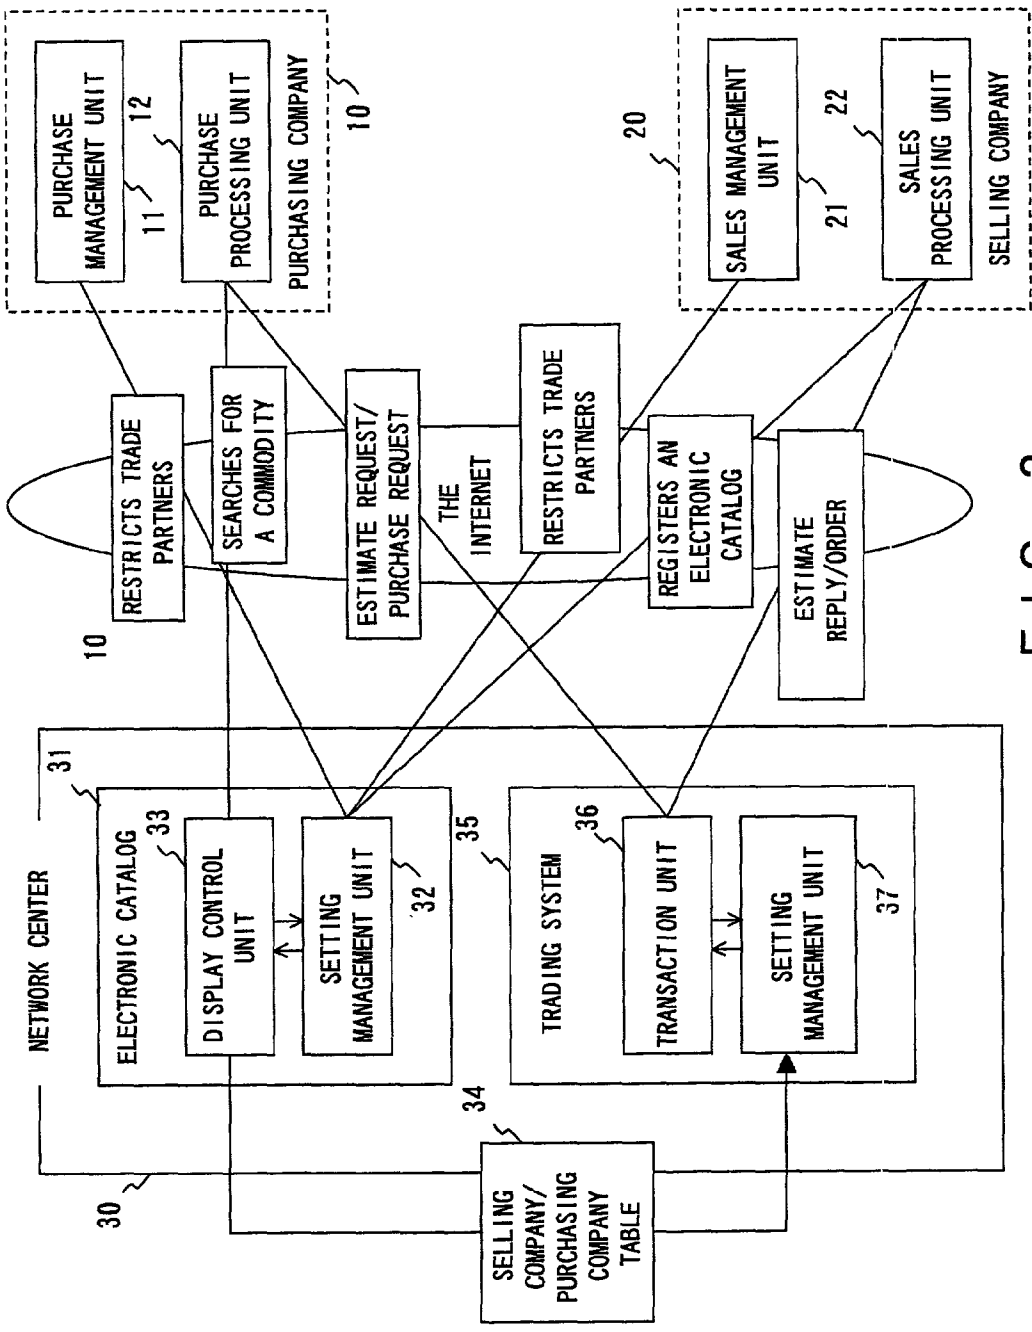 NETWORK CENTER
30
ELECTRONIC CATALOG
31
DISPLAY CONTROL
UNIT
33
SETTING
MANAGEMENT UNIT
32
SELLING
COMPANY/
PURCHASING
COMPANY
TABLE
34
TRADING SYSTEM
35
TRANSACTION UNIT
36
SETTING
MANAGEMENT UNIT
37
10
RESTRICTS TRADE
PARTNERS
SEARCHES FOR
A COMMODITY
ESTIMATE REQUEST/
PURCHASE REQUEST
THE
INTERNET
RESTRICTS TRADE
PARTNERS
REGISTERS AN
ELECTRONIC
CATALOG
ESTIMATE
REPLY/ORDER
PURCHASE
MANAGEMENT UNIT
11
12
PURCHASE
PROCESSING UNIT
PURCHASING COMPANY
10
20
SALES MANAGEMENT
UNIT
21
22
SALES
PROCESSING UNIT
SELLING COMPANY